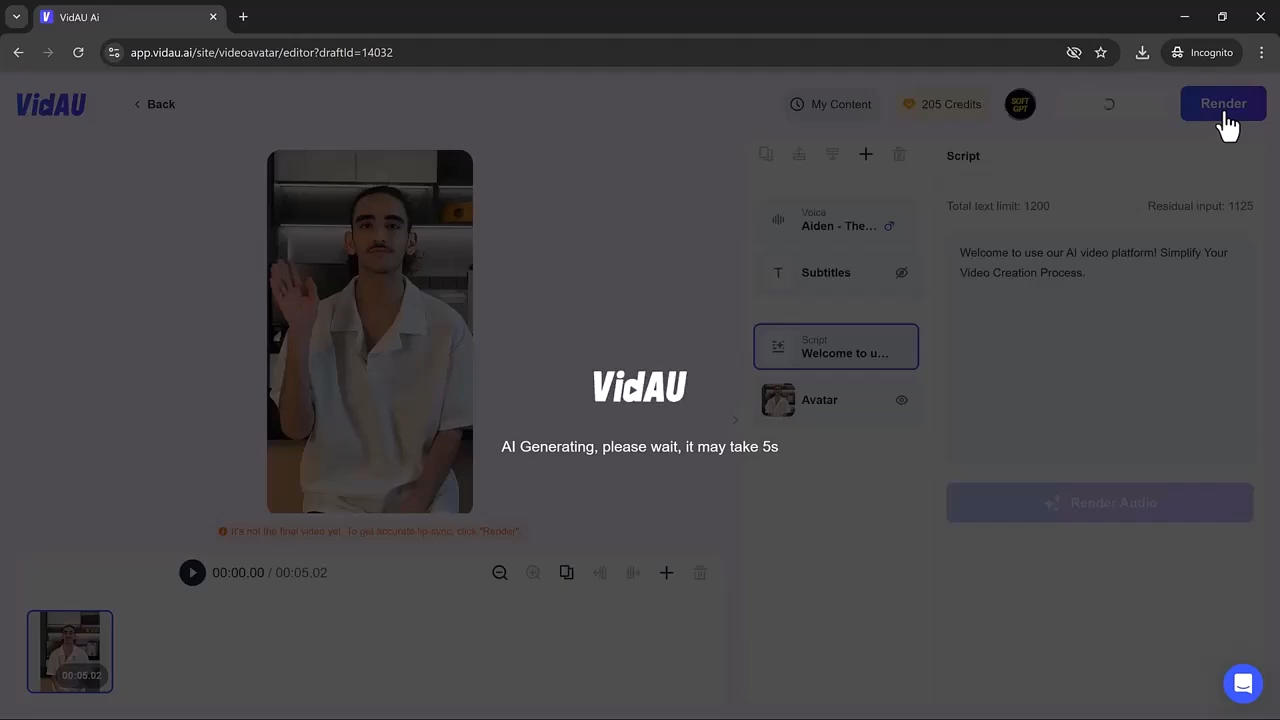 VidAU Ai
app.vidau.ai/site/videoavatar/editor?draftId=14032
Incognito
VidAU
Back
My Content
205 Credits
SOFT
GPT
Render
Script
Total text limit: 1200
Residual input: 1125
Voica
Aiden - The...
Welcome to use our AI video platform! Simplify Your
Video Creation Process.
T
Subtitles
Script
Welcome to u...
Avatar
VidAU
AI Generating, please wait, it may take 5s
Render Audio
It's not the final video yet. To get accurate lip-sync, click "Render".
00:00.00 / 00:05.02
00:05.02